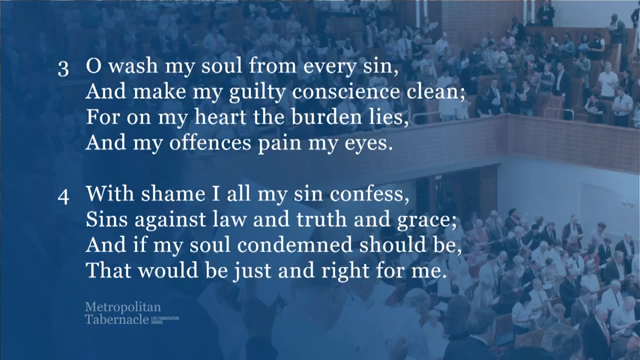 3 O wash my soul from every sin,
And make my guilty conscience clean;
For on my heart the burden lies,
And my offences pain my eyes.
4 With shame I all my sin confess,
Sins against law and truth and grace;
And if my soul condemned should be,
That would be just and right for me.
Metropolitan
Tabernacle